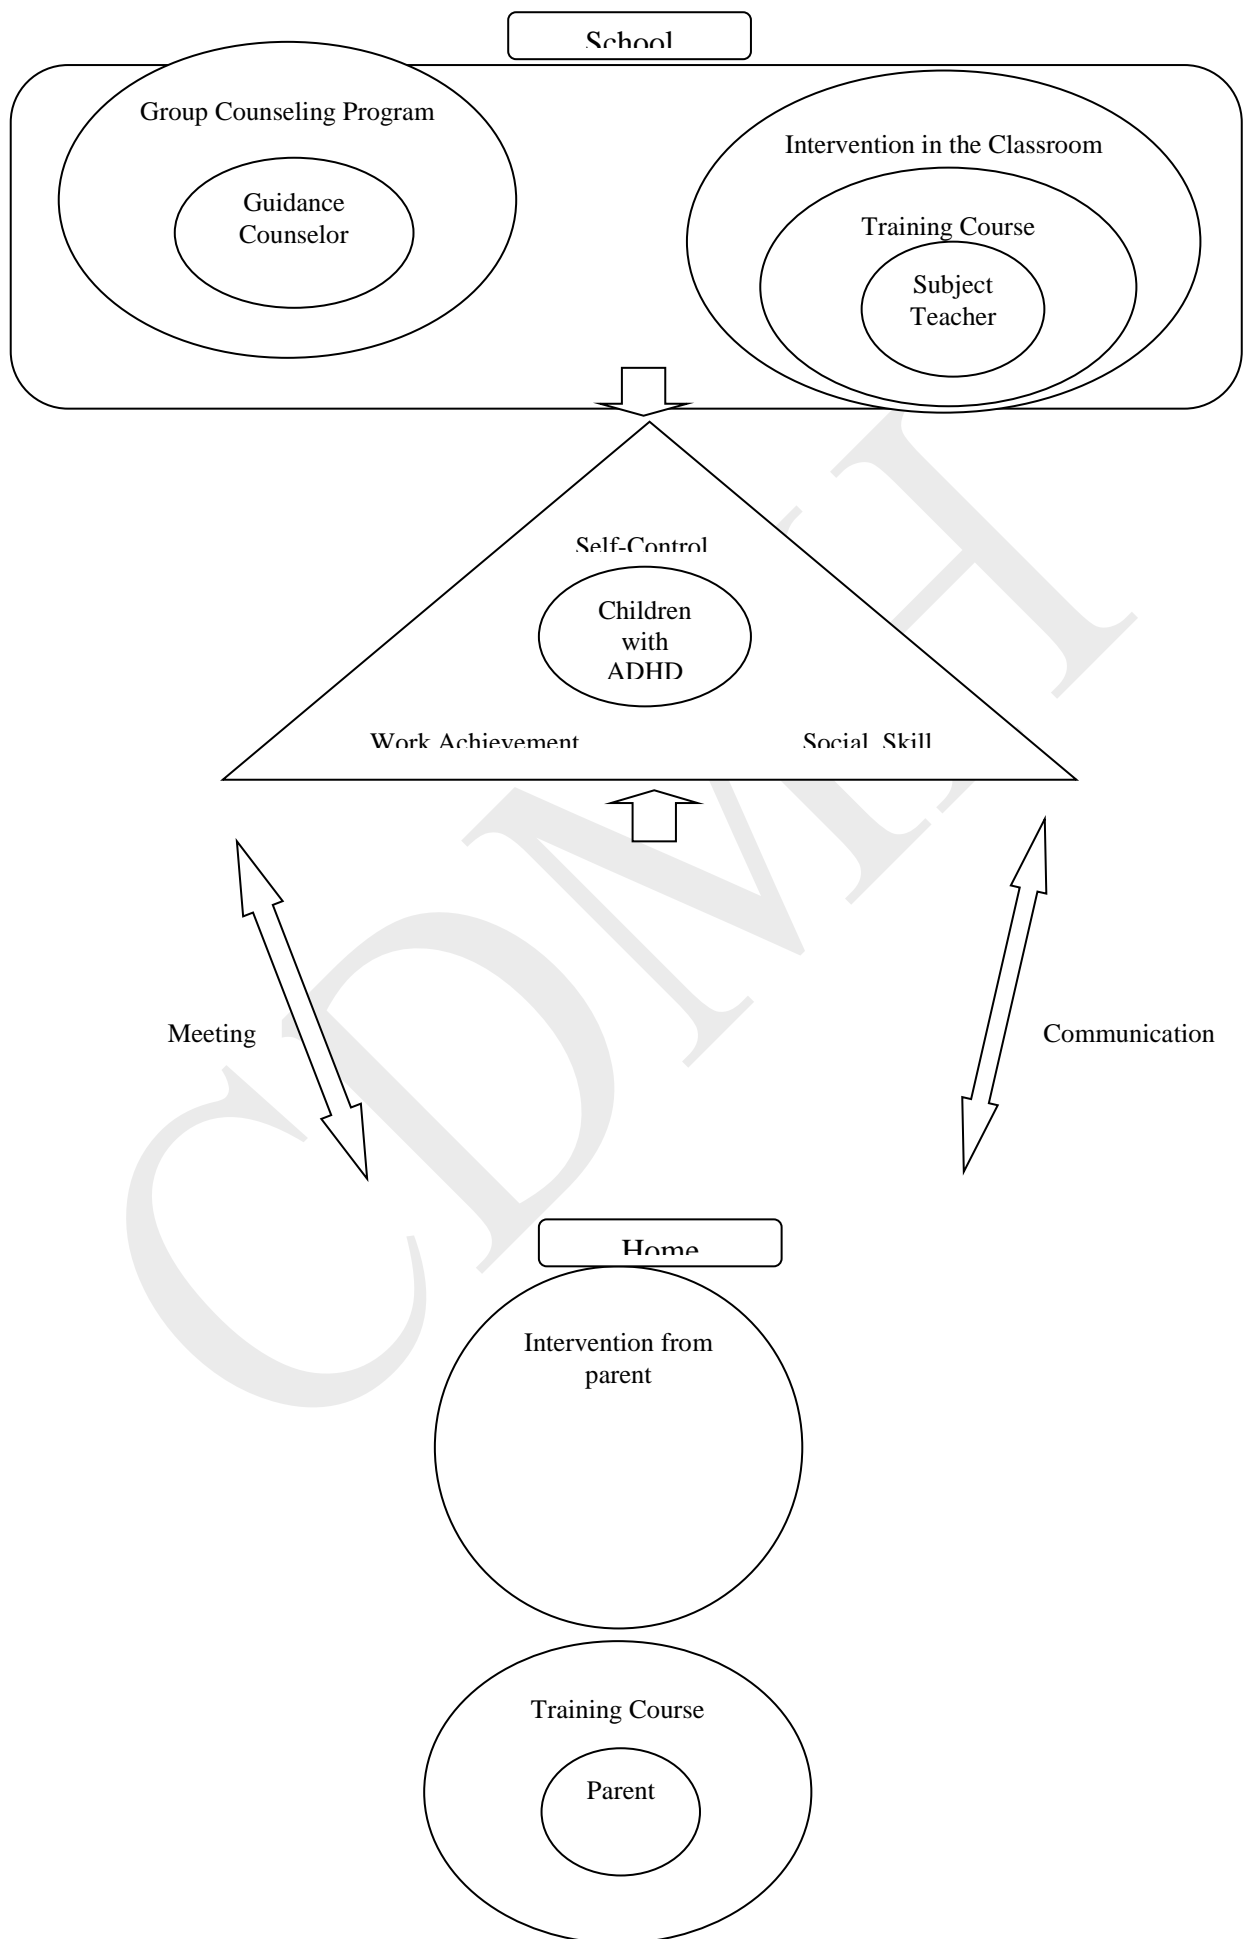 School
Group Counseling Program
Intervention in the Classroom
Guidance
Counselor
Training Course
Subject
Teacher
Self-Control
Children
with
ADHD
Work Achievement
Social  Skill
Meeting
Communication
Home
Intervention from
parent
Training Course
Parent
CDMH